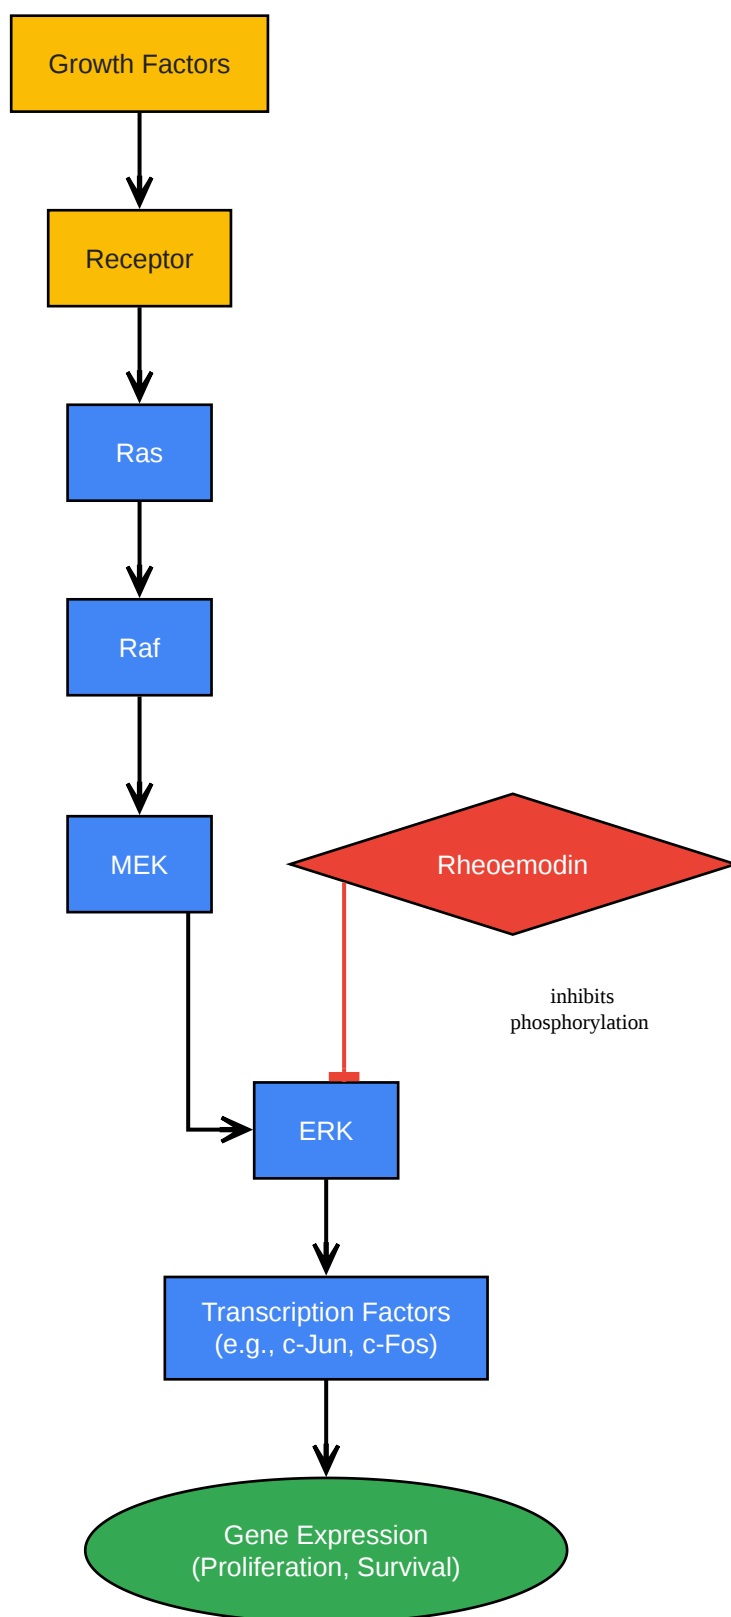 Growth Factors
Receptor
Ras
Raf
MEK
Rheoemodin
inhibits
phosphorylation
ERK
Transcription Factors
(e.g., c-Jun, c-Fos)
Gene Expression
(Proliferation, Survival)